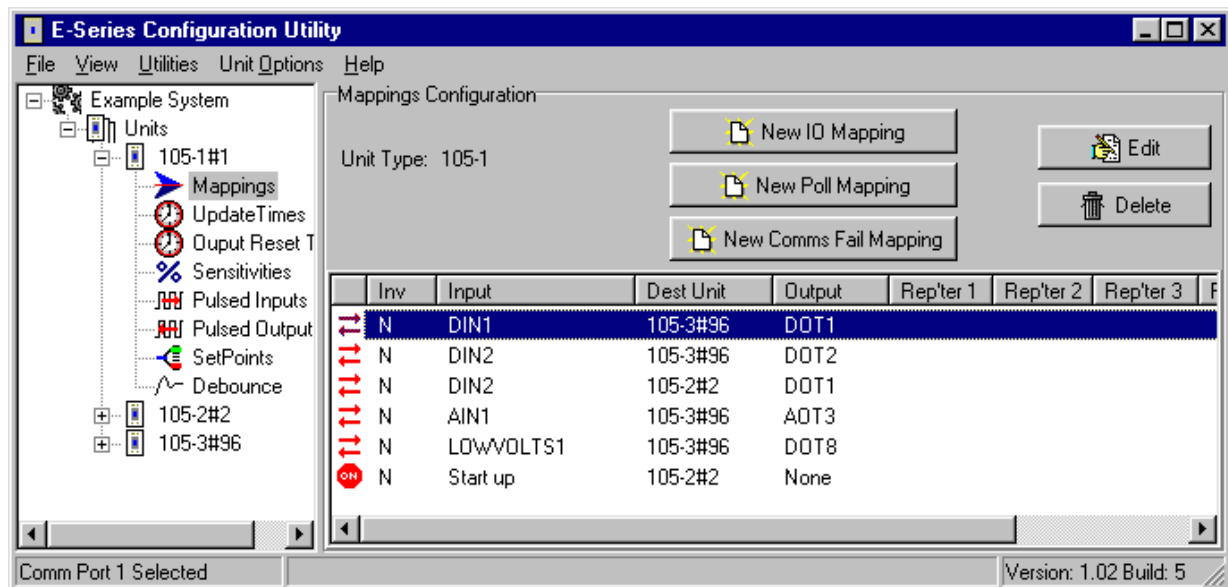 E-Series Configuration Utility
File View Utilities Unit Options Help
Example System
Units
105-1#1
Mappings
UpdateTimes
Ouput Reset T
Sensitivities
Pulsed Inputs
Pulsed Output
SetPoints
Debounce
105-2#2
105-3#96
Mappings Configuration
Unit Type: 105-1
New IO Mapping
New Poll Mapping
New Comms Fail Mapping
Edit
Delete
Inv Input Dest Unit Output Rep'ter 1 Rep'ter 2 Rep'ter 3 F
N DIN1 105-3#96 DOT1
N DIN2 105-3#96 DOT2
N DIN2 105-2#2 DOT1
N AIN1 105-3#96 AOT3
N LOWVOLTS1 105-3#96 DOT8
ON N Start up 105-2#2 None
Comm Port 1 Selected
Version: 1.02 Build: 5